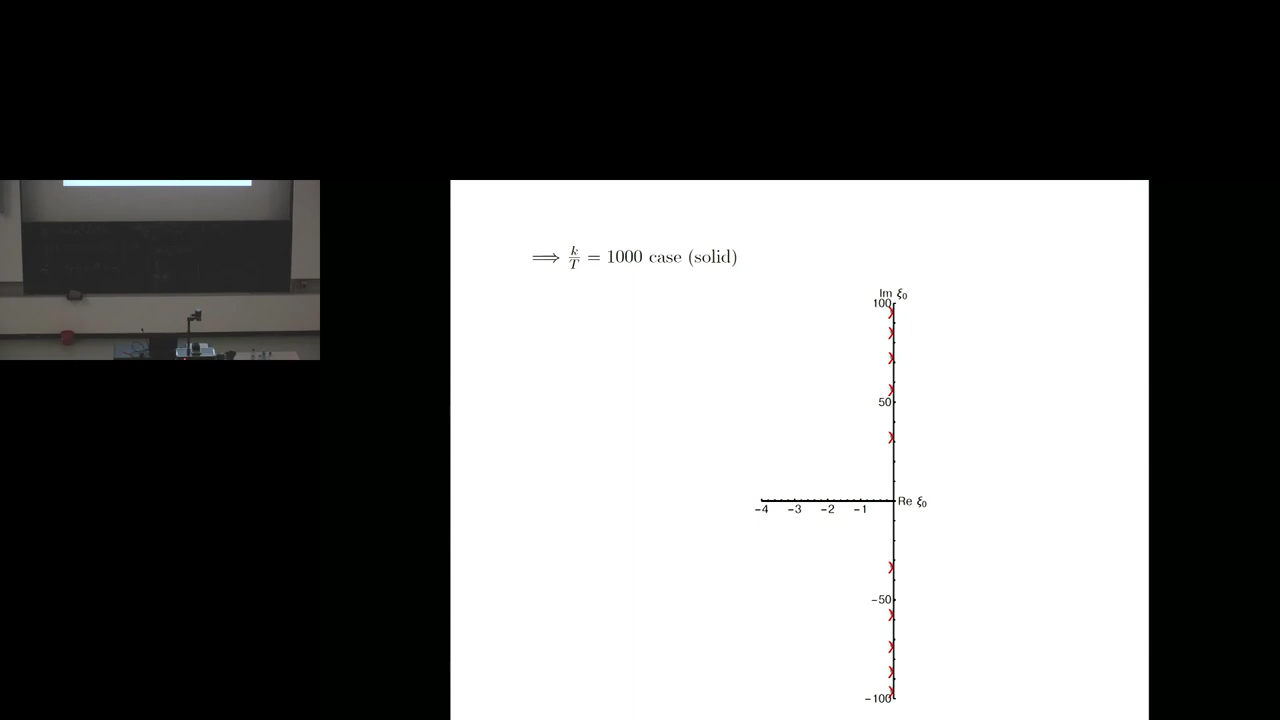 ⟹ k/T = 1000 case (solid)
Im ξ₀
100
50
Re ξ₀
−4 −3 −2 −1
−50
−100